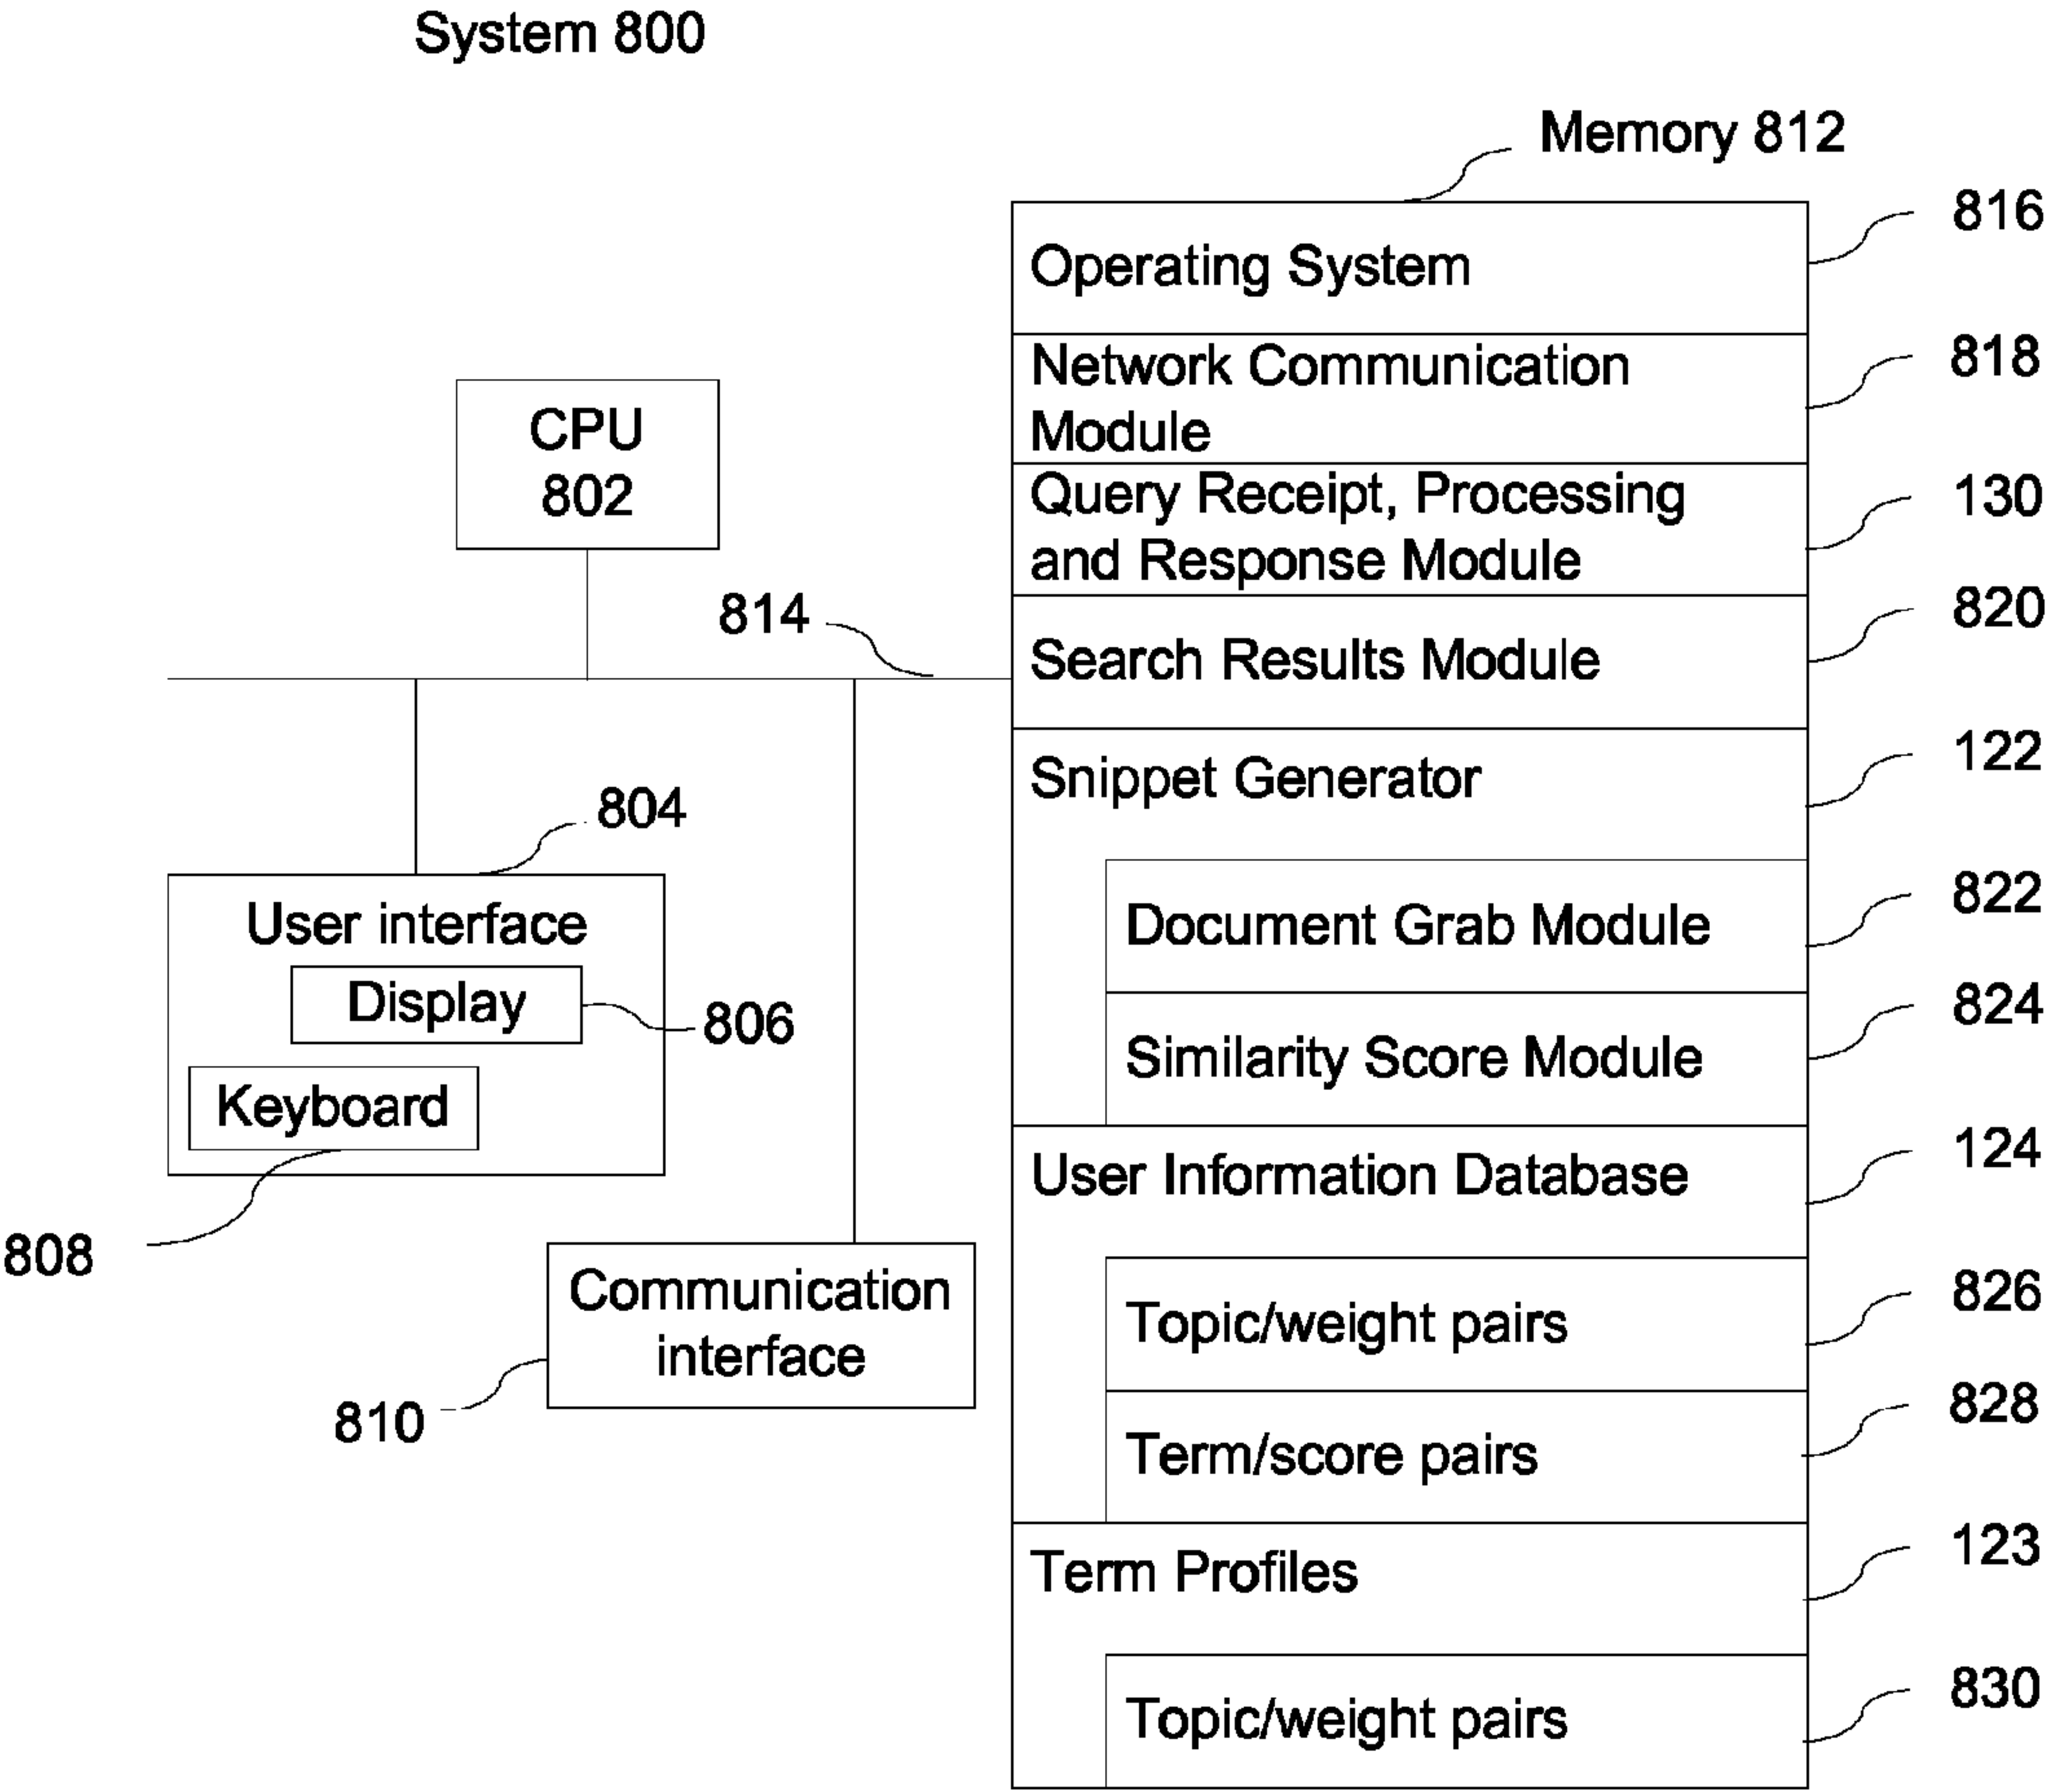 System 800
Memory 812
816
Operating System
818
Network Communication
Module
CPU
802
130
Query Receipt, Processing
and Response Module
814
820
Search Results Module
122
Snippet Generator
804
822
User interface
Document Grab Module
Display
806
824
Similarity Score Module
Keyboard
124
User Information Database
808
826
Communication
interface
Topic/weight pairs
810
828
Term/score pairs
123
Term Profiles
830
Topic/weight pairs